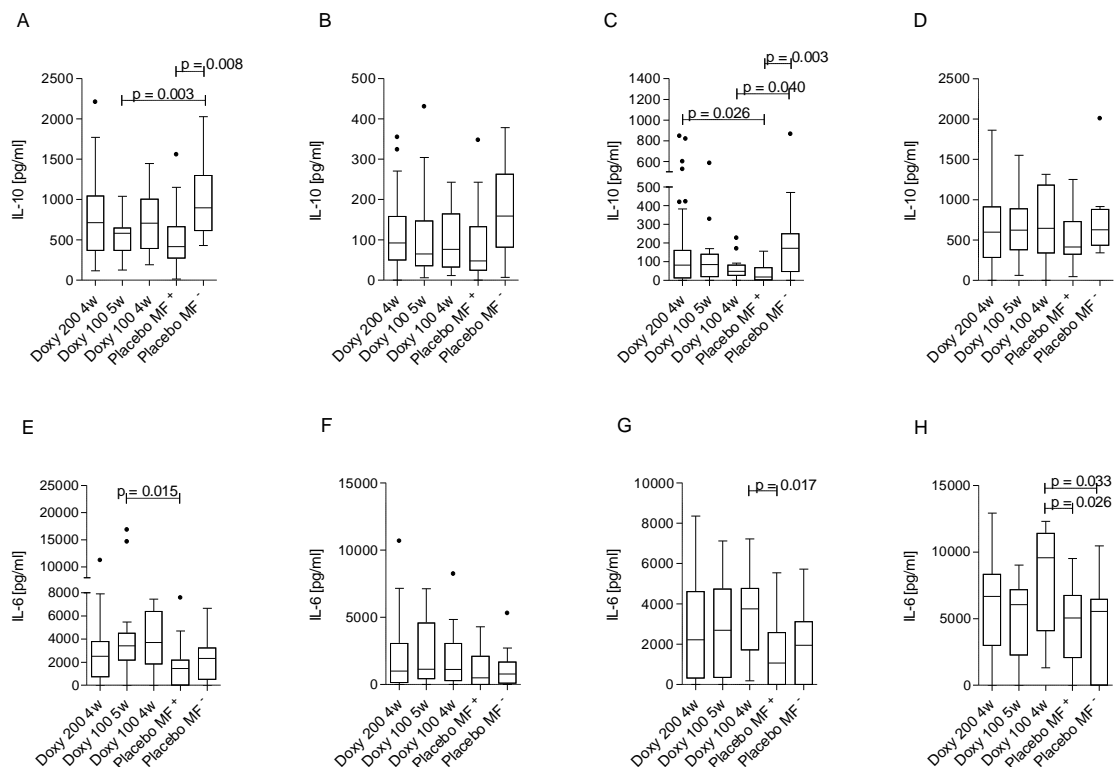 A
B
C
D
p = 0.008
p = 0.003
2500
2000
1500
1000
500
0
IL-10 [pg/ml]
Doxy 200 4w
Doxy 100 5w
Doxy 100 4w
Placebo MF +
Placebo MF -
500
400
300
200
100
0
IL-10 [pg/ml]
Doxy 200 4w
Doxy 100 5w
Doxy 100 4w
Placebo MF +
Placebo MF -
p = 0.003
p = 0.040
p = 0.026
1400
1200
1000
800
600
500
400
300
200
100
0
IL-10 [pg/ml]
Doxy 200 4w
Doxy 100 5w
Doxy 100 4w
Placebo MF +
Placebo MF -
2500
2000
1500
1000
500
0
IL-10 [pg/ml]
Doxy 200 4w
Doxy 100 5w
Doxy 100 4w
Placebo MF +
Placebo MF -
E
F
G
H
p = 0.015
25000
20000
15000
10000
8000
6000
4000
2000
0
IL-6 [pg/ml]
Doxy 200 4w
Doxy 100 5w
Doxy 100 4w
Placebo MF +
Placebo MF -
15000
10000
5000
0
IL-6 [pg/ml]
Doxy 200 4w
Doxy 100 5w
Doxy 100 4w
Placebo MF +
Placebo MF -
p = 0.017
10000
8000
6000
4000
2000
0
IL-6 [pg/ml]
Doxy 200 4w
Doxy 100 5w
Doxy 100 4w
Placebo MF +
Placebo MF -
p = 0.033
p = 0.026
15000
10000
5000
0
IL-6 [pg/ml]
Doxy 200 4w
Doxy 100 5w
Doxy 100 4w
Placebo MF +
Placebo MF -